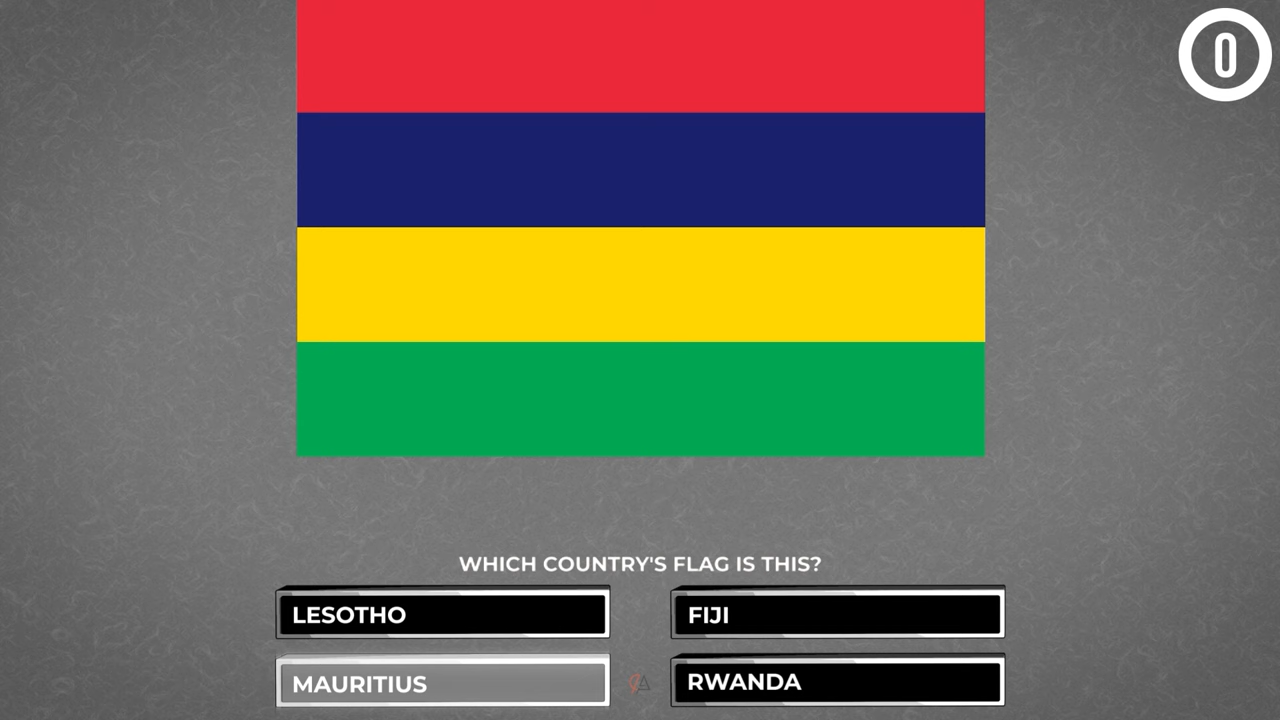 0
WHICH COUNTRY'S FLAG IS THIS?
LESOTHO
FIJI
MAURITIUS
RWANDA